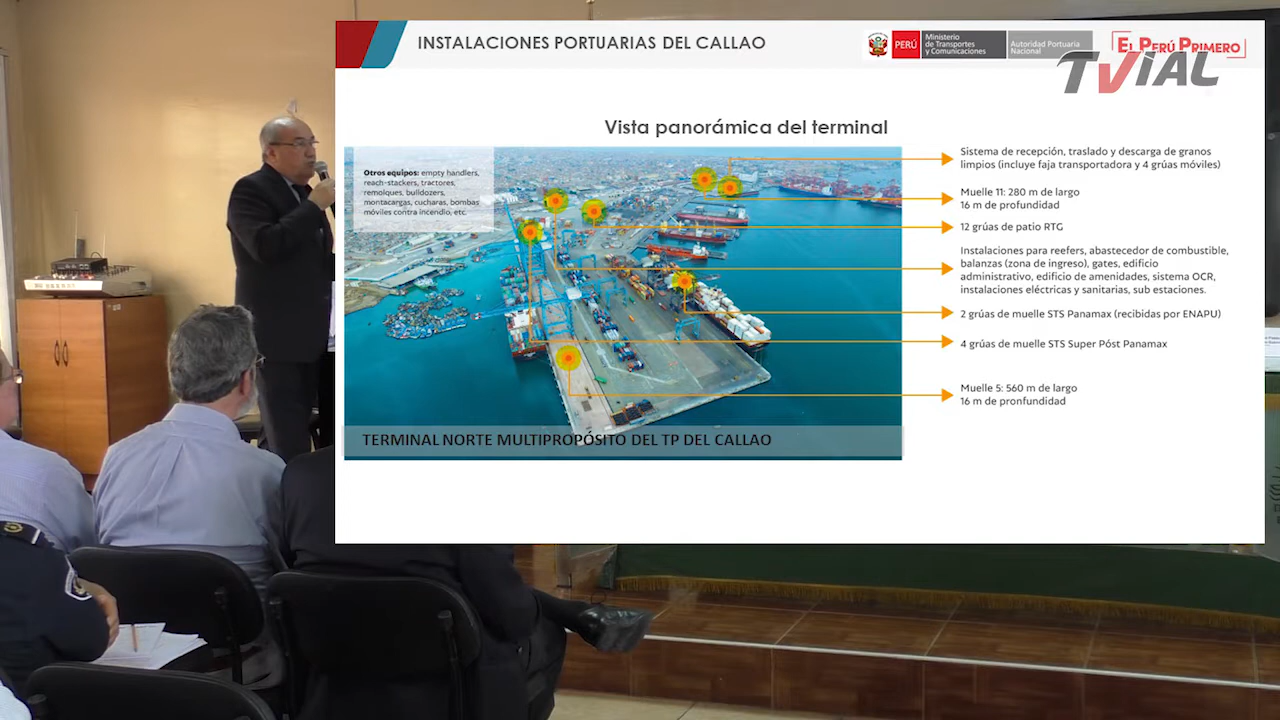 INSTALACIONES PORTUARIAS DEL CALLAO
PERÚ
Ministerio
de Transportes
y Comunicaciones
Autoridad Portuaria
Nacional
EL PERÚ PRIMERO
TVIAL
Vista panorámica del terminal
Otros equipos: empty handlers,
reach-stackers, tractores,
remolques, bulldozers,
montacargas, cucharas, bombas
móviles contra incendio, etc.
Sistema de recepción, traslado y descarga de granos
limpios (incluye faja transportadora y 4 grúas móviles)
Muelle 11: 280 m de largo
16 m de profundidad
12 grúas de patio RTG
Instalaciones para reefers, abastecedor de combustible,
balanzas (zona de ingreso), gates, edificio
administrativo, edificio de amenidades, sistema OCR,
instalaciones eléctricas y sanitarias, sub estaciones.
2 grúas de muelle STS Panamax (recibidas por ENAPU)
4 grúas de muelle STS Super Póst Panamax
Muelle 5: 560 m de largo
16 m de pronfundidad
TERMINAL NORTE MULTIPROPÓSITO DEL TP DEL CALLAO